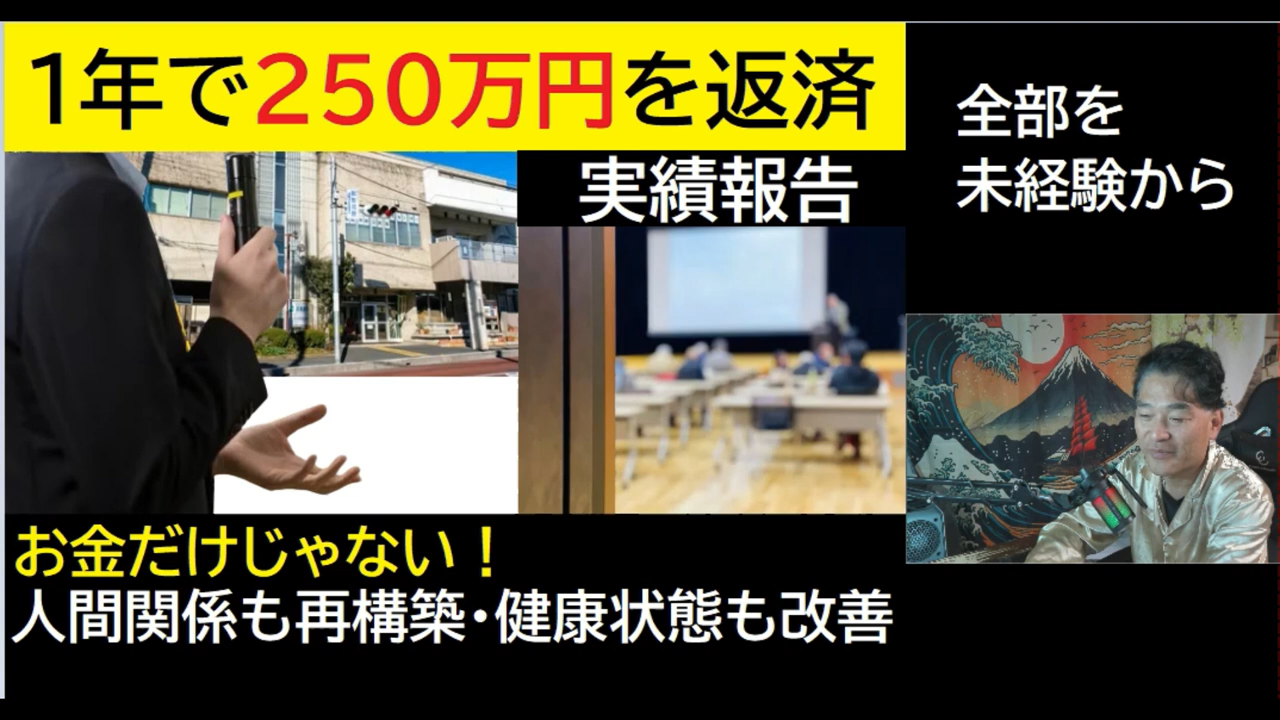 1年で250万円を返済
実績報告
全部を
未経験から
お金だけじゃない!
人間関係も再構築・健康状態も改善